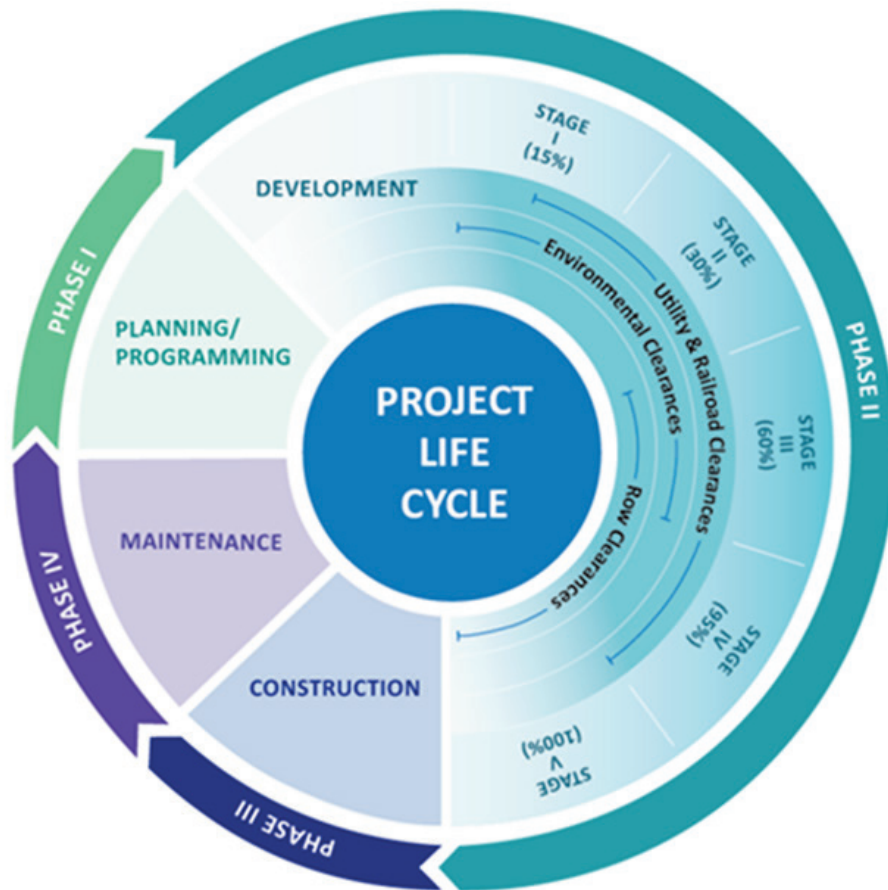 PROJECT
LIFE
CYCLE
PHASE I
PLANNING/
PROGRAMMING
PHASE II
DEVELOPMENT
STAGE
I
(15%)
STAGE
II
(30%)
STAGE
III
(60%)
STAGE
IV
(95%)
STAGE
V
(100%)
Environmental Clearances
Utility & Railroad Clearances
Row Clearances
PHASE III
CONSTRUCTION
PHASE IV
MAINTENANCE